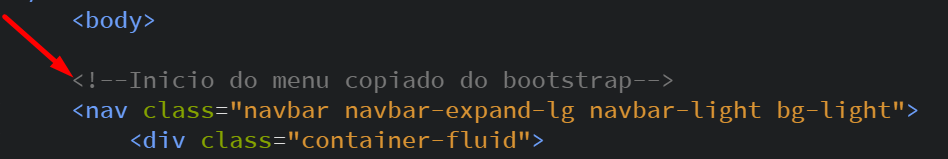 <body>
<!--Inicio do menu copiado do bootstrap-->
<nav class="navbar navbar-expand-lg navbar-light bg-light">
<div class="container-fluid">